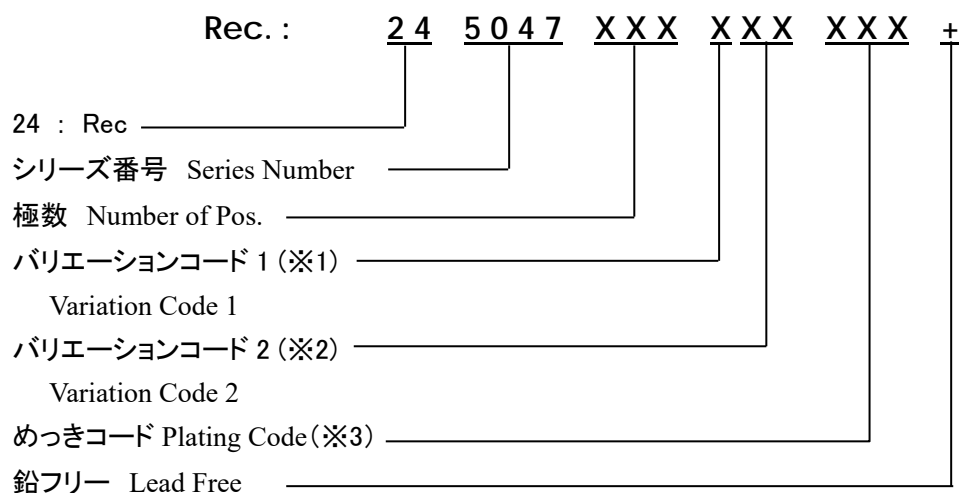 Rec.: 24 5047 XXX XXX XXX +
24 : Rec
シリーズ番号 Series Number
極数 Number of Pos.
バリエーションコード 1(※1)
Variation Code 1
バリエーションコード 2(※2)
Variation Code 2
めっきコード Plating Code(※3)
鉛フリー Lead Free